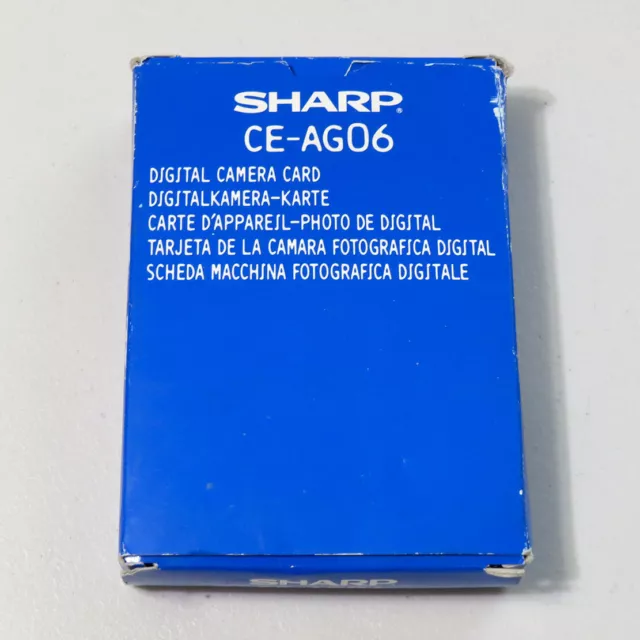 SHARP
CE-AG06
DIGITAL CAMERA CARD
DIGITALKAMERA-KARTE
CARTE D'APPAREIL-PHOTO DE DIGITAL
TARJETA DE LA CAMARA FOTOGRAFICA DIGITAL
SCHEDA MACCHINA FOTOGRAFICA DIGITALE
SHARP